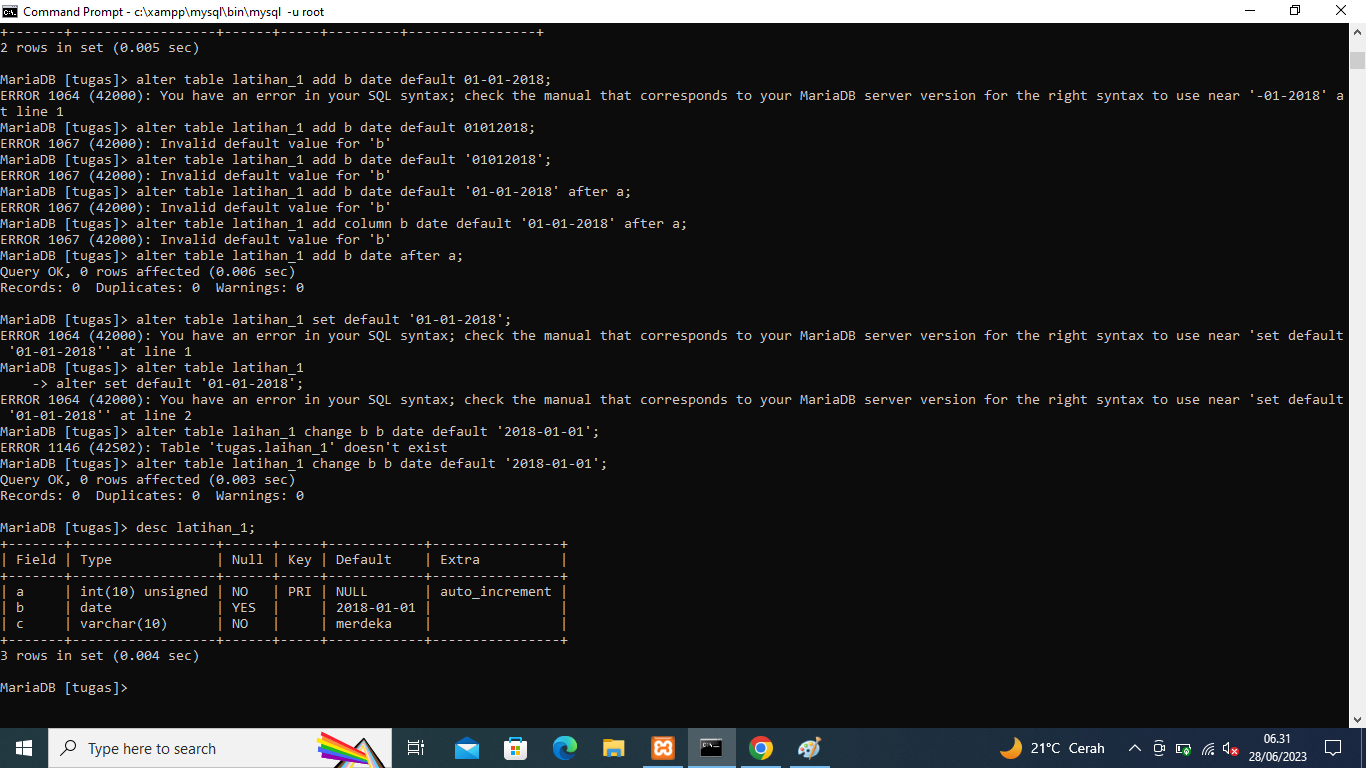 Command Prompt - c:\xampp\mysql\bin\mysql -u root
+-------+------------------+------+-----+---------+----------------+
2 rows in set (0.005 sec)
MariaDB [tugas]> alter table latihan_1 add b date default 01-01-2018;
ERROR 1064 (42000): You have an error in your SQL syntax; check the manual that corresponds to your MariaDB server version for the right syntax to use near '-01-2018' a
t line 1
MariaDB [tugas]> alter table latihan_1 add b date default 01012018;
ERROR 1067 (42000): Invalid default value for 'b'
MariaDB [tugas]> alter table latihan_1 add b date default '01012018';
ERROR 1067 (42000): Invalid default value for 'b'
MariaDB [tugas]> alter table latihan_1 add b date default '01-01-2018' after a;
ERROR 1067 (42000): Invalid default value for 'b'
MariaDB [tugas]> alter table latihan_1 add column b date default '01-01-2018' after a;
ERROR 1067 (42000): Invalid default value for 'b'
MariaDB [tugas]> alter table latihan_1 add b date after a;
Query OK, 0 rows affected (0.006 sec)
Records: 0  Duplicates: 0  Warnings: 0
MariaDB [tugas]> alter table latihan_1 set default '01-01-2018';
ERROR 1064 (42000): You have an error in your SQL syntax; check the manual that corresponds to your MariaDB server version for the right syntax to use near 'set default
 '01-01-2018'' at line 1
MariaDB [tugas]> alter table latihan_1
    -> alter set default '01-01-2018';
ERROR 1064 (42000): You have an error in your SQL syntax; check the manual that corresponds to your MariaDB server version for the right syntax to use near 'set default
 '01-01-2018'' at line 2
MariaDB [tugas]> alter table laihan_1 change b b date default '2018-01-01';
ERROR 1146 (42S02): Table 'tugas.laihan_1' doesn't exist
MariaDB [tugas]> alter table latihan_1 change b b date default '2018-01-01';
Query OK, 0 rows affected (0.003 sec)
Records: 0  Duplicates: 0  Warnings: 0
MariaDB [tugas]> desc latihan_1;
+-------+------------------+------+-----+------------+----------------+
| Field | Type             | Null | Key | Default    | Extra          |
+-------+------------------+------+-----+------------+----------------+
| a     | int(10) unsigned | NO   | PRI | NULL       | auto_increment |
| b     | date             | YES  |     | 2018-01-01 |                |
| c     | varchar(10)      | NO   |     | merdeka    |                |
+-------+------------------+------+-----+------------+----------------+
3 rows in set (0.004 sec)
MariaDB [tugas]>
Type here to search
21°C Cerah
06.31
28/06/2023